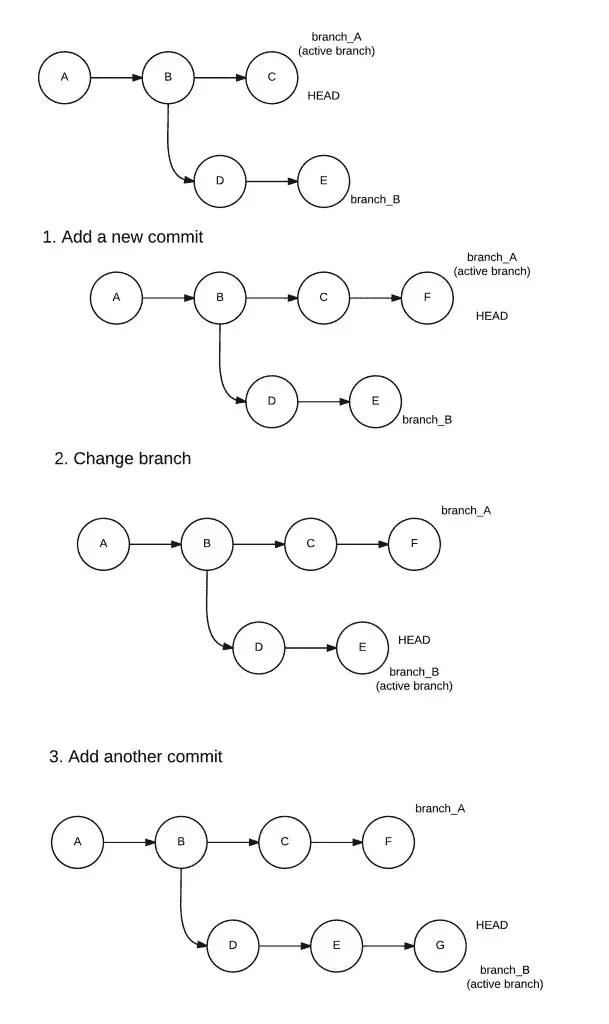 branch_A
(active branch)
A
B
C
HEAD
D
E
branch_B
1. Add a new commit
branch_A
(active branch)
A
B
C
F
HEAD
D
E
branch_B
2. Change branch
branch_A
A
B
C
F
D
E
HEAD
branch_B
(active branch)
3. Add another commit
branch_A
A
B
C
F
HEAD
D
E
G
branch_B
(active branch)